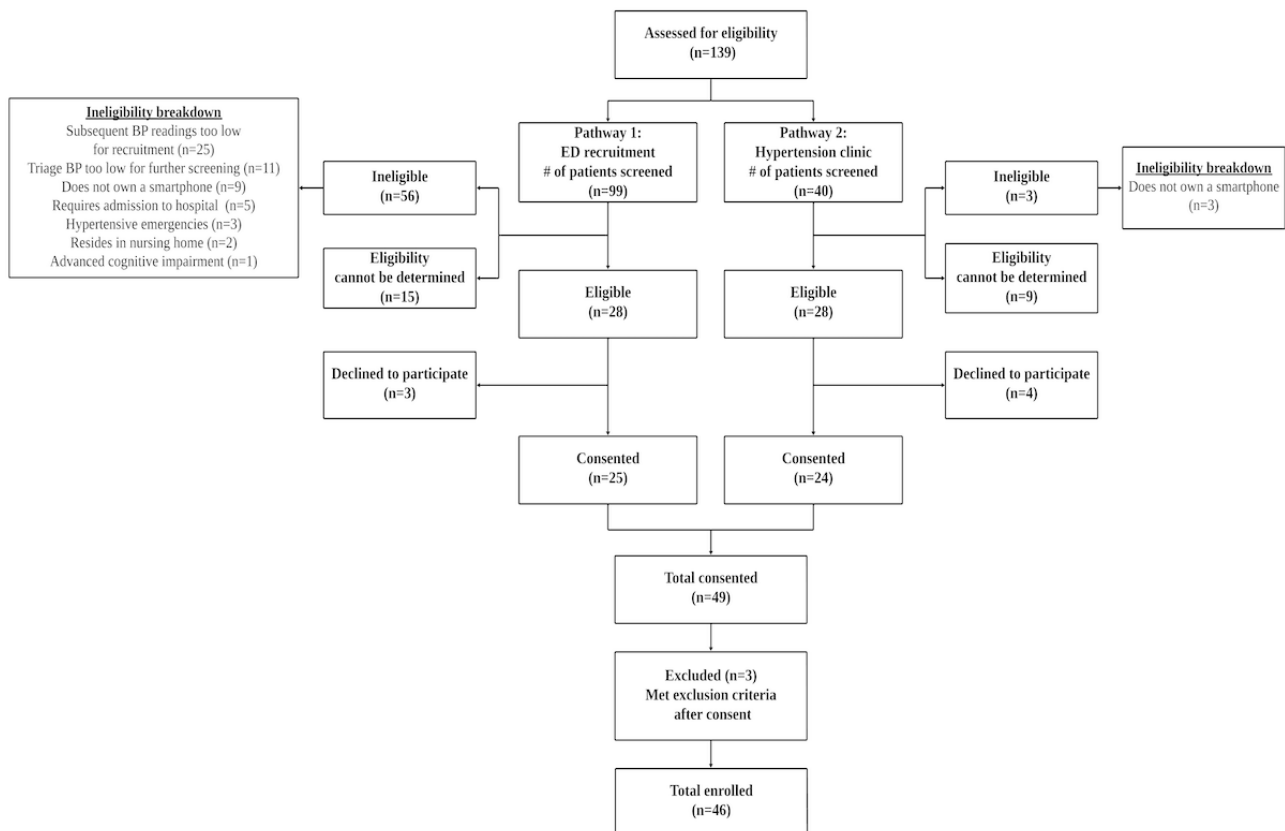 Assessed for eligibility
(n=139)
Ineligibility breakdown
Subsequent BP readings too low
for recruitment (n=25)
Triage BP too low for further screening (n=11)
Does not own a smartphone (n=9)
Requires admission to hospital (n=5)
Hypertensive emergencies (n=3)
Resides in nursing home (n=2)
Advanced cognitive impairment (n=1)
Ineligible
(n=56)
Pathway 1:
ED recruitment
# of patients screened
(n=99)
Pathway 2:
Hypertension clinic
# of patients screened
(n=40)
Ineligible
(n=3)
Ineligibility breakdown
Does not own a smartphone
(n=3)
Eligibility
cannot be determined
(n=15)
Eligible
(n=28)
Eligible
(n=28)
Eligibility
cannot be determined
(n=9)
Declined to participate
(n=3)
Declined to participate
(n=4)
Consented
(n=25)
Consented
(n=24)
Total consented
(n=49)
Excluded (n=3)
Met exclusion criteria
after consent
Total enrolled
(n=46)